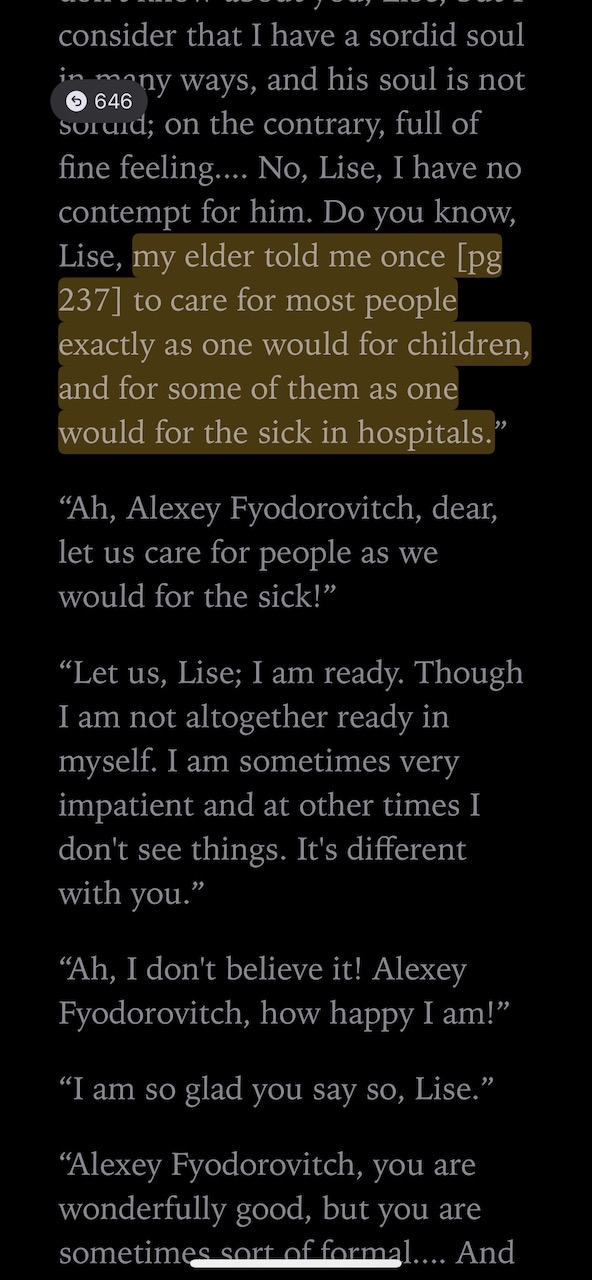 consider that I have a sordid soul
in many ways, and his soul is not
646
sordid; on the contrary, full of
fine feeling.... No, Lise, I have no
contempt for him. Do you know,
Lise, my elder told me once [pg
237] to care for most people
exactly as one would for children,
and for some of them as one
would for the sick in hospitals.”
“Ah, Alexey Fyodorovitch, dear,
let us care for people as we
would for the sick!”
“Let us, Lise; I am ready. Though
I am not altogether ready in
myself. I am sometimes very
impatient and at other times I
don't see things. It's different
with you.”
“Ah, I don't believe it! Alexey
Fyodorovitch, how happy I am!”
“I am so glad you say so, Lise.”
“Alexey Fyodorovitch, you are
wonderfully good, but you are
sometimes sort of formal.... And